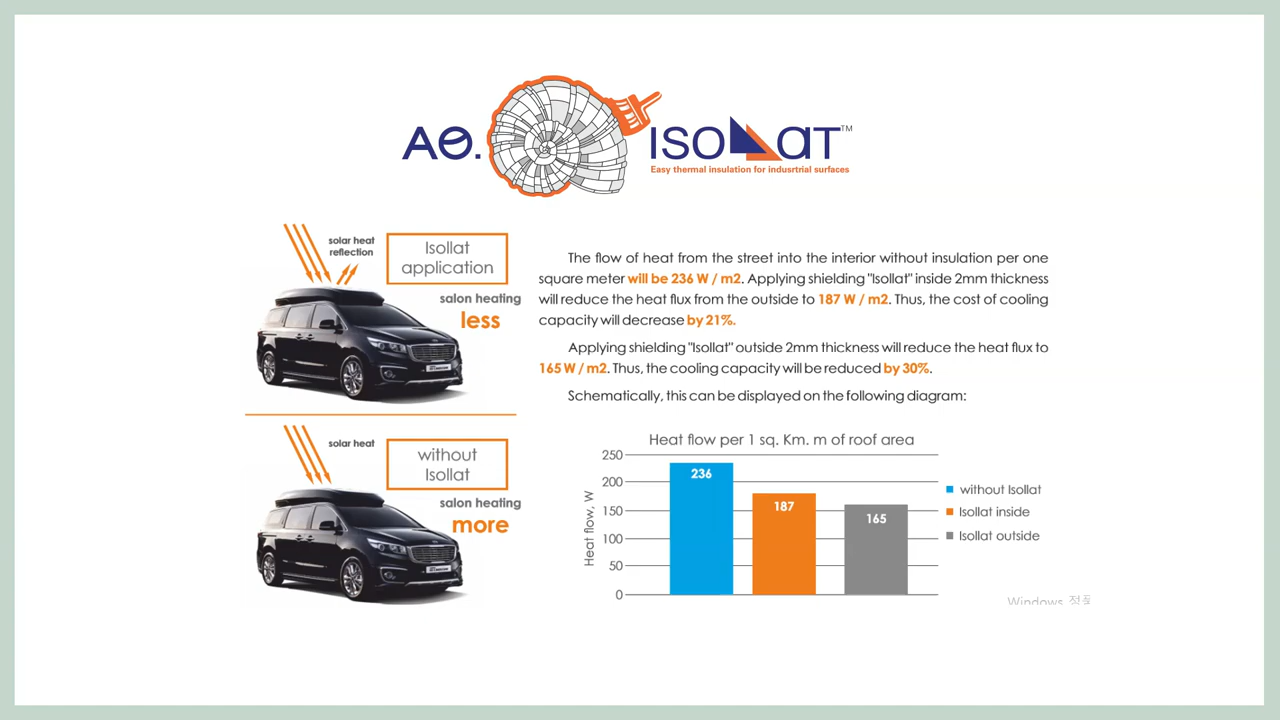 AO.
ISOLLAT™
Easy thermal insulation for indusrtrial surfaces
solar heat
reflection
Isollat
application
salon heating
less
solar heat
without
Isollat
salon heating
more
The flow of heat from the street into the interior without insulation per one
square meter will be 236 W / m2. Applying shielding "Isollat" inside 2mm thickness
will reduce the heat flux from the outside to 187 W / m2. Thus, the cost of cooling
capacity will decrease by 21%.
Applying shielding "Isollat" outside 2mm thickness will reduce the heat flux to
165 W / m2. Thus, the cooling capacity will be reduced by 30%.
Schematically, this can be displayed on the following diagram:
Heat flow per 1 sq. Km. m of roof area
Heat flow, W
250
200
150
100
50
0
236
187
165
without Isollat
Isollat inside
Isollat outside
Windows